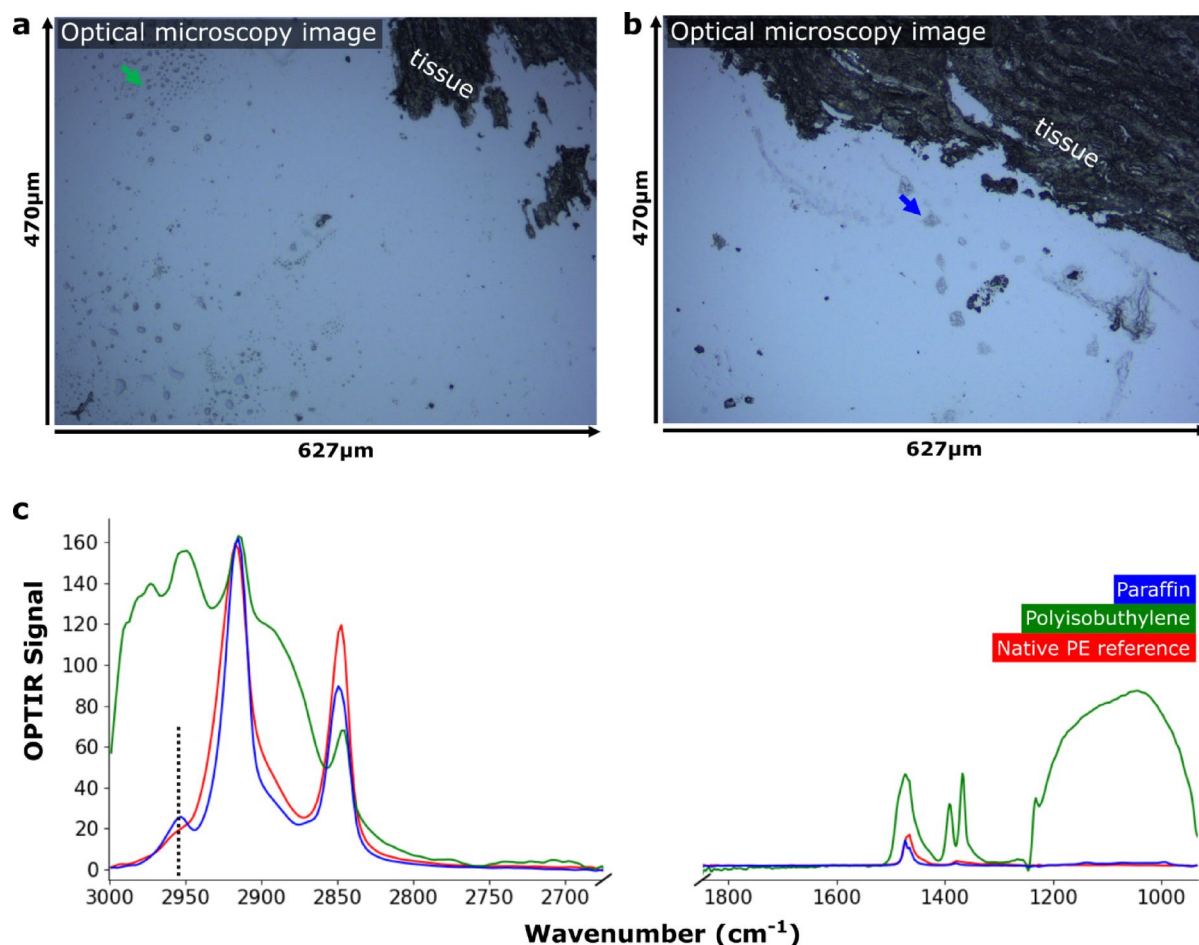 a
Optical microscopy image
tissue
470µm
627µm
b
Optical microscopy image
tissue
470µm
627µm
c
OPTIR Signal
160
140
120
100
80
60
40
20
0
3000 2950 2900 2850 2800 2750 2700
1800 1600 1400 1200 1000
Paraffin
Polyisobuthylene
Native PE reference
Wavenumber (cm⁻¹)